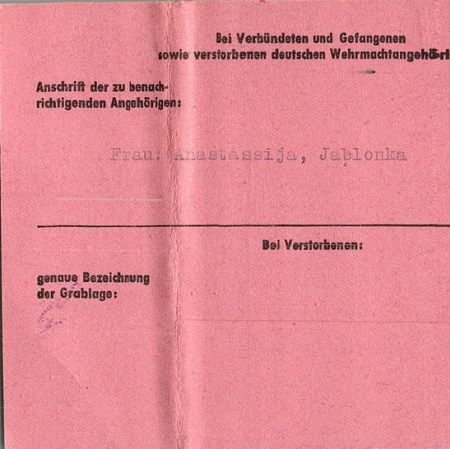 Bei Verbündeten und Gefangenen
sowie verstorbenen deutschen Wehrmachtangehöri
Anschrift der zu benach-
richtigenden Angehörigen:
Frau: Anastassija, Jablonka
Bei Verstorbenen:
genaue Bezeichnung
der Grablage: